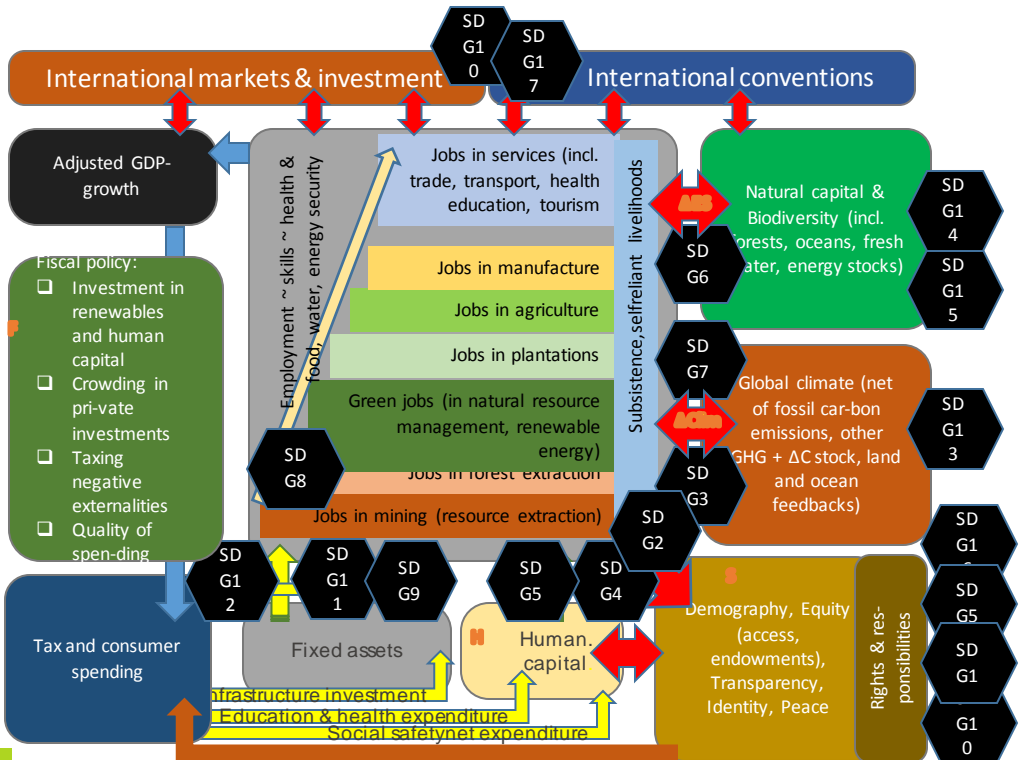 SD
G1
0
SD
G1
7
International markets & investment
International conventions
Adjusted GDP-
growth
Employment ~ skills ~ health &
food, water, energy security
Jobs in services (incl.
trade, transport, health
education, tourism
Jobs in manufacture
Jobs in agriculture
Jobs in plantations
Green jobs (in natural resource
management, renewable
energy)
Jobs in forest extraction
Jobs in mining (resource extraction)
Subsistence,selfreliant livelihoods
ABS
Natural capital &
Biodiversity (incl.
forests, oceans, fresh
water, energy stocks)
SD
G1
4
SD
G1
5
SD
G6
SD
G7
Global climate (net
of fossil car-bon
emissions, other
GHG + ΔC stock, land
and ocean
feedbacks)
SD
G1
3
SD
G3
SD
G2
SD
G8
Fiscal policy:
❑ Investment in
renewables
and human
capital
❑ Crowding in
pri-vate
investments
❑ Taxing
negative
externalities
❑ Quality of
spen-ding
F
SD
G1
2
SD
G1
1
SD
G9
SD
G5
SD
G4
Tax and consumer
spending
Fixed assets
H
Human.
capital
S
Demography, Equity
(access,
endowments),
Transparency,
Identity, Peace
Rights & res-
ponsibilities
SD
G1
SD
G5
SD
G1
G1
0
nfrastructure investment
Education & health expenditure
Social safetynet expenditure